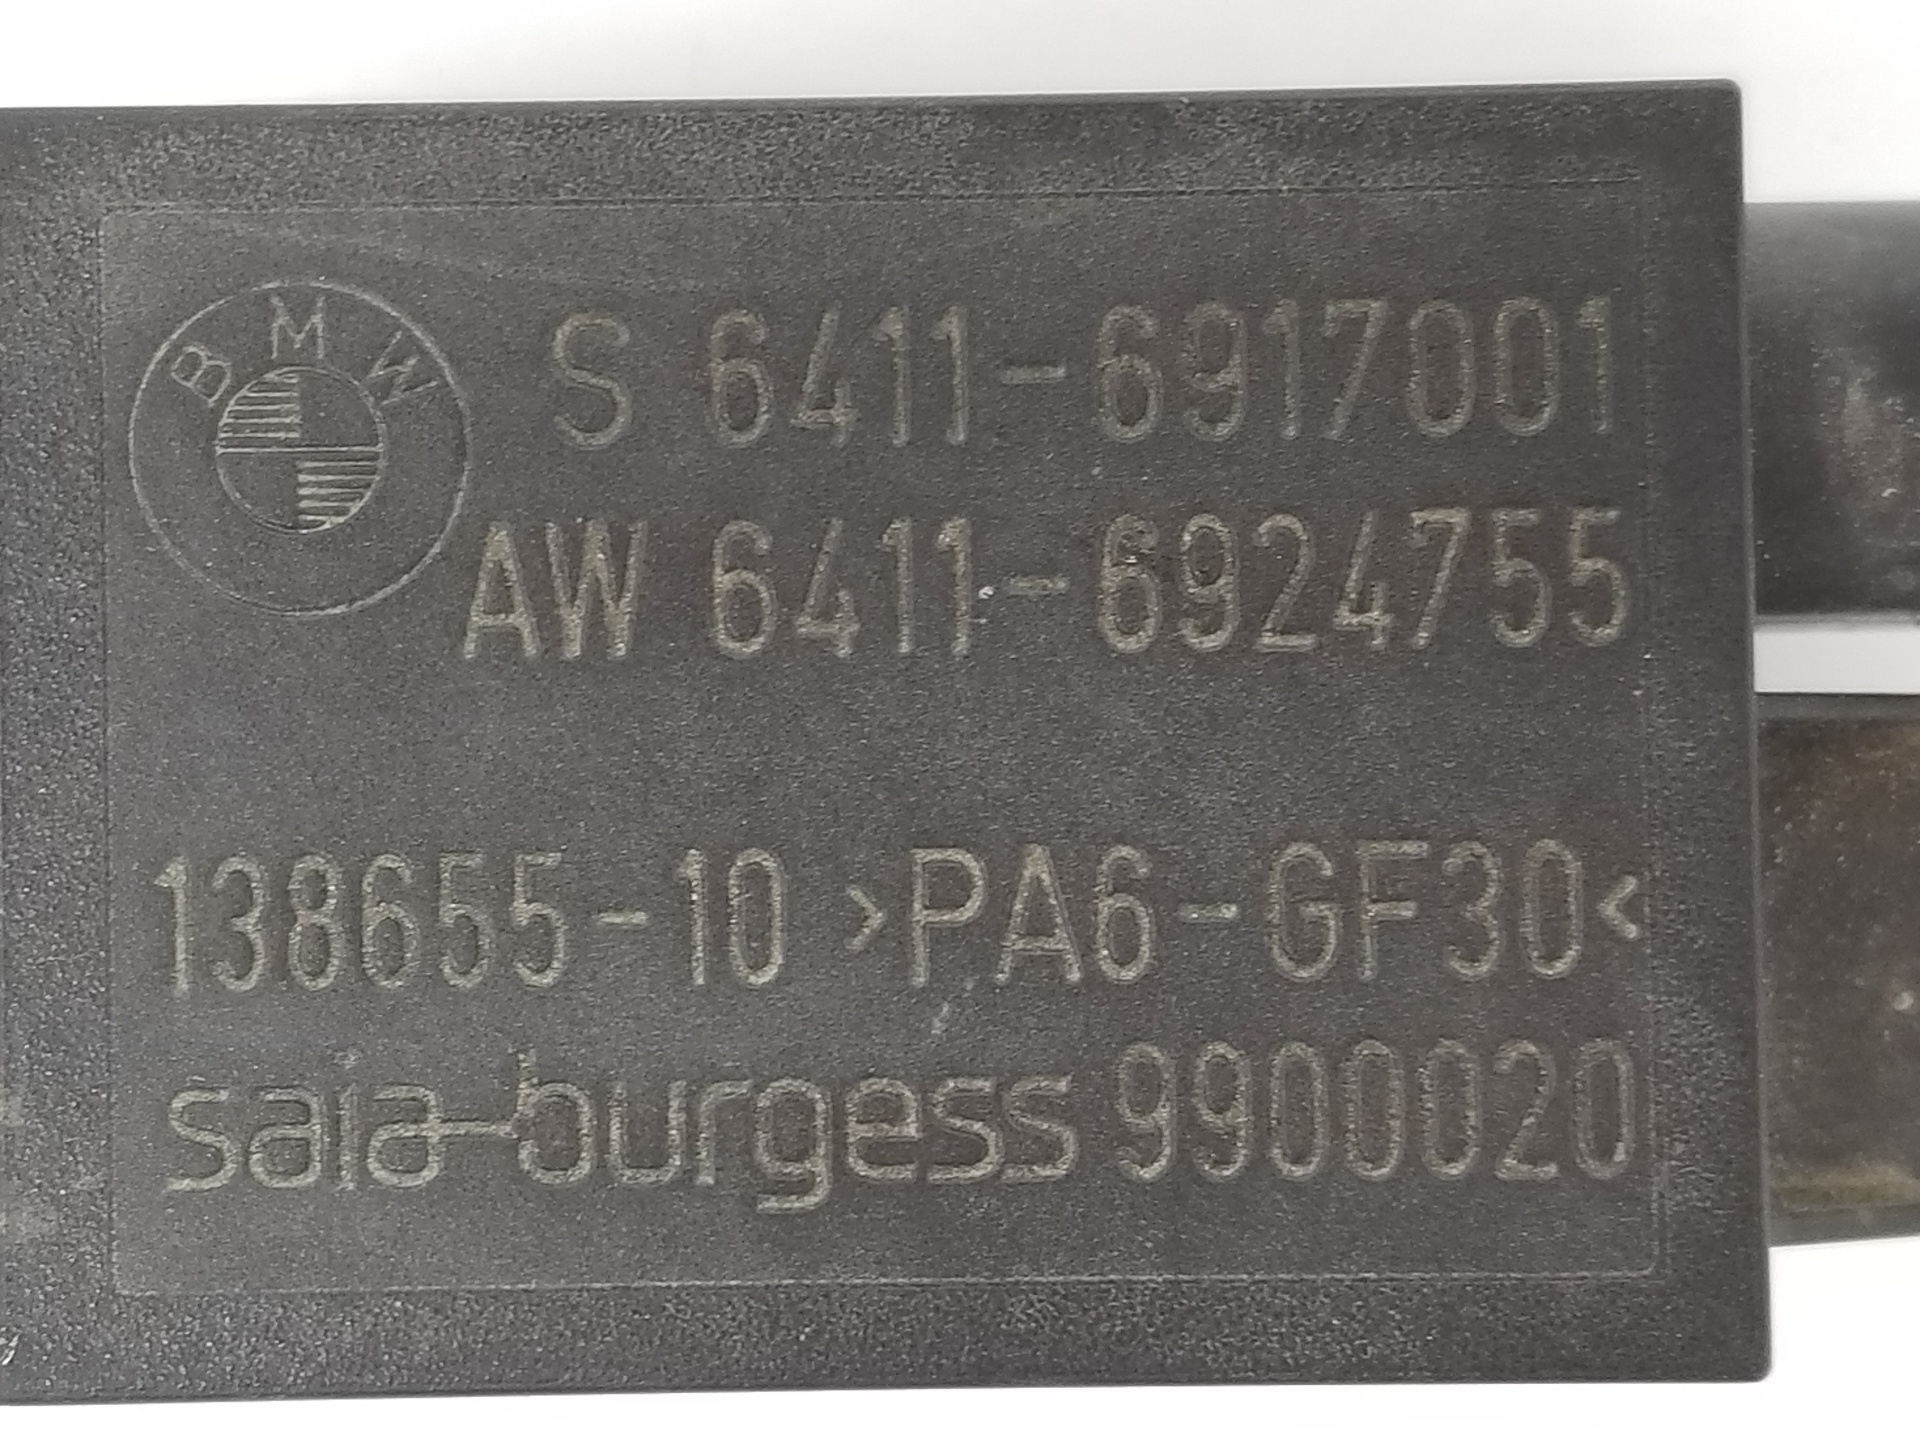 BMW
S 6411-6917001
AW 6411-6924755
138655-10 >PA6-GF30<
saia-burgess 9900020